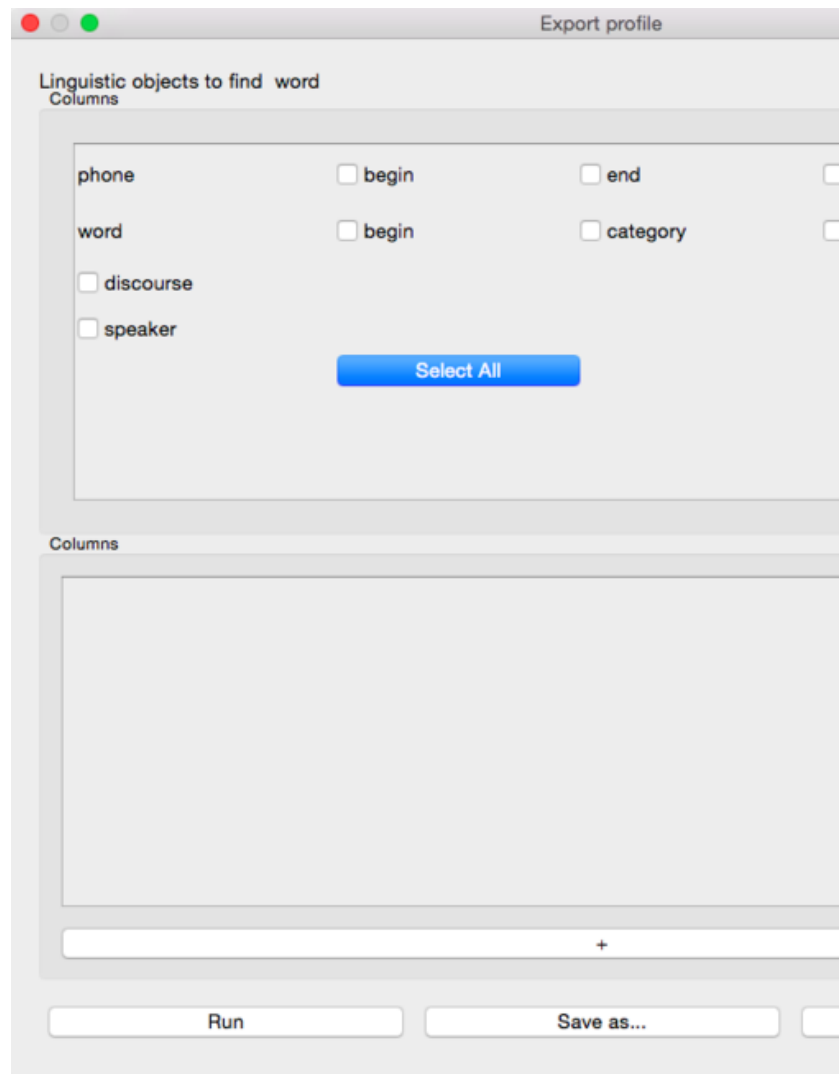 Export profile
Linguistic objects to find word
Columns
phone begin end
word begin category
discourse
speaker
Select All
Columns
+
Run Save as...